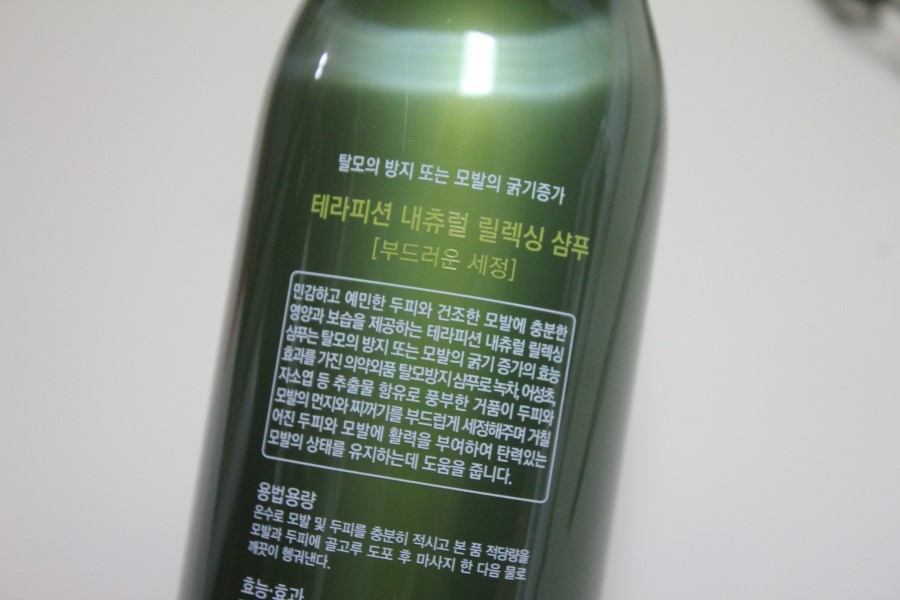 탈모의 방지 또는 모발의 굵기증가
테라피션 내츄럴 릴렉싱 샴푸
[부드러운 세정]
민감하고 예민한 두피와 건조한 모발에 충분한
영양과 보습을 제공하는 테라피션 내츄럴 릴렉싱
샴푸는 탈모의 방지 또는 모발의 굵기 증가의 효능
효과를 가진 의약외품 탈모방지 샴푸로 녹차, 어성초,
자소엽 등 추출물 함유로 풍부한 거품이 두피와
모발의 먼지와 찌꺼기를 부드럽게 세정해주며 거칠
어진 두피와 모발에 활력을 부여하여 탄력있는
모발의 상태를 유지하는데 도움을 줍니다.
용법용량
온수로 모발 및 두피를 충분히 적시고 본 품 적당량을
모발과 두피에 골고루 도포 후 마사지 한 다음 물로
깨끗이 헹궈낸다.
효능·효과